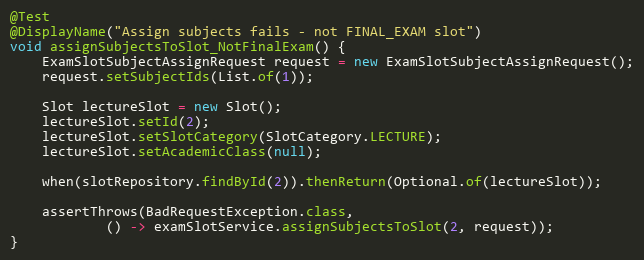 @Test
@DisplayName("Assign subjects fails - not FINAL_EXAM slot")
void assignSubjectsToSlot_NotFinalExam() {
    ExamSlotSubjectAssignRequest request = new ExamSlotSubjectAssignRequest();
    request.setSubjectIds(List.of(1));

    Slot lectureSlot = new Slot();
    lectureSlot.setId(2);
    lectureSlot.setSlotCategory(SlotCategory.LECTURE);
    lectureSlot.setAcademicClass(null);

    when(slotRepository.findById(2)).thenReturn(Optional.of(lectureSlot));

    assertThrows(BadRequestException.class,
            () -> examSlotService.assignSubjectsToSlot(2, request));
}